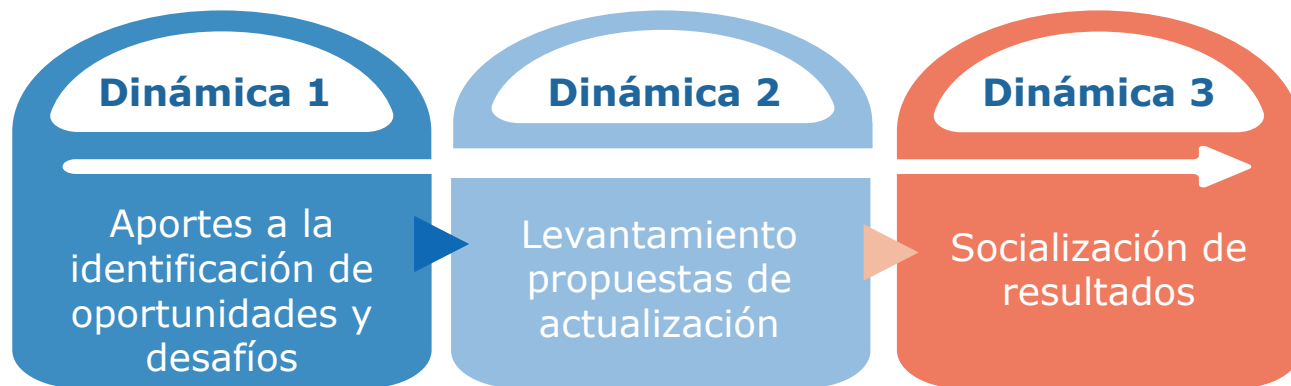 Dinámica 1
Aportes a la
identificación de
oportunidades y
desafíos
Dinámica 2
Levantamiento
propuestas de
actualización
Dinámica 3
Socialización de
resultados